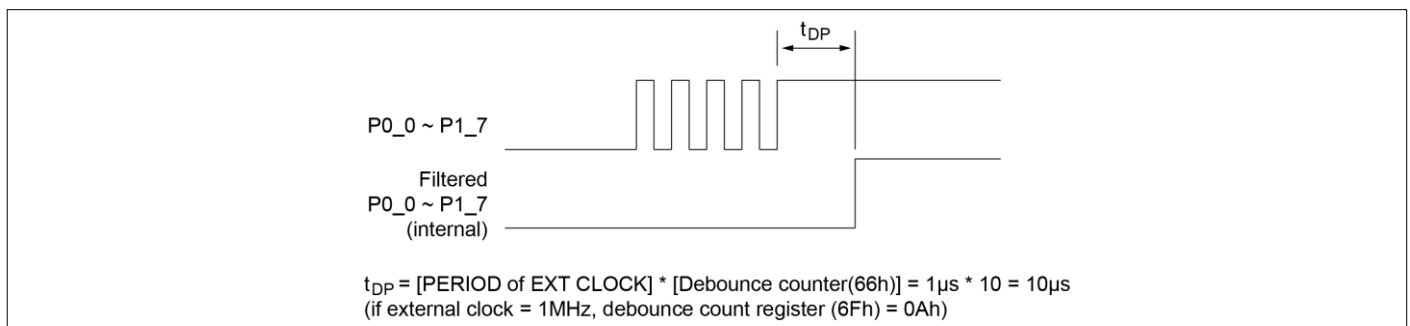 tDP
P0_0 ~ P1_7
Filtered
P0_0 ~ P1_7
(internal)
tDP = [PERIOD of EXT CLOCK] * [Debounce counter(66h)] = 1µs * 10 = 10µs
(if external clock = 1MHz, debounce count register (6Fh) = 0Ah)